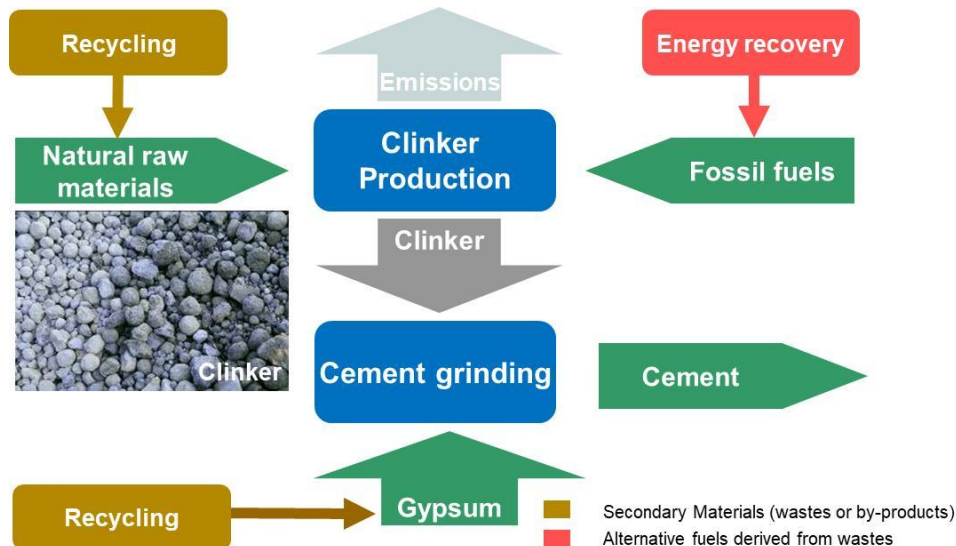 Recycling
Emissions
Energy recovery
Natural raw
materials
Clinker
Production
Fossil fuels
Clinker
Clinker
Cement grinding
Cement
Recycling
Gypsum
Secondary Materials (wastes or by-products)
Alternative fuels derived from wastes